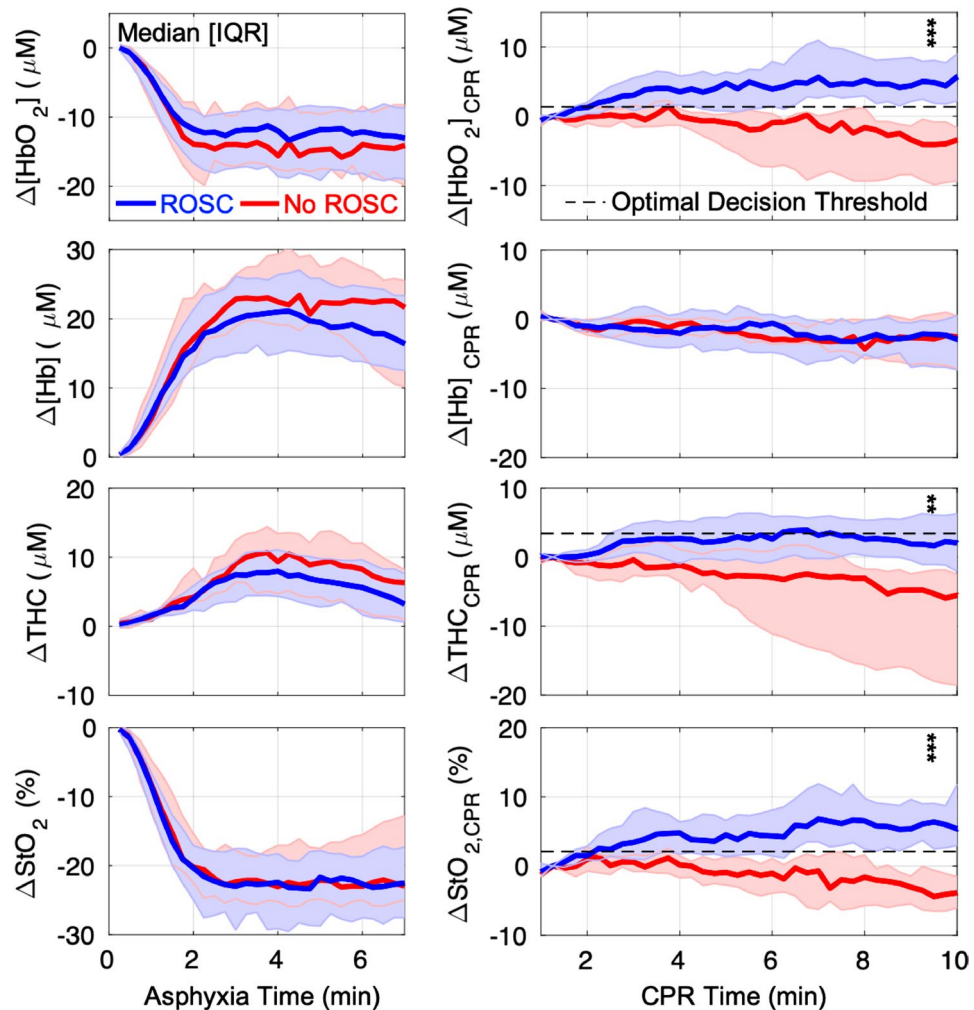 Median [IQR]
Δ[HbO2] (μM)
0
-10
-20
ROSC No ROSC
Δ[HbO2]CPR (μM)
10
0
-10
***
Optimal Decision Threshold
Δ[Hb] (μM)
30
20
10
0
Δ[Hb]CPR (μM)
10
0
-10
-20
ΔTHC (μM)
20
10
0
-10
ΔTHCCPR (μM)
10
0
-10
-20
**
ΔStO2 (%)
0
-10
-20
-30
0 2 4 6
Asphyxia Time (min)
ΔStO2,CPR (%)
20
10
0
-10
***
2 4 6 8 10
CPR Time (min)